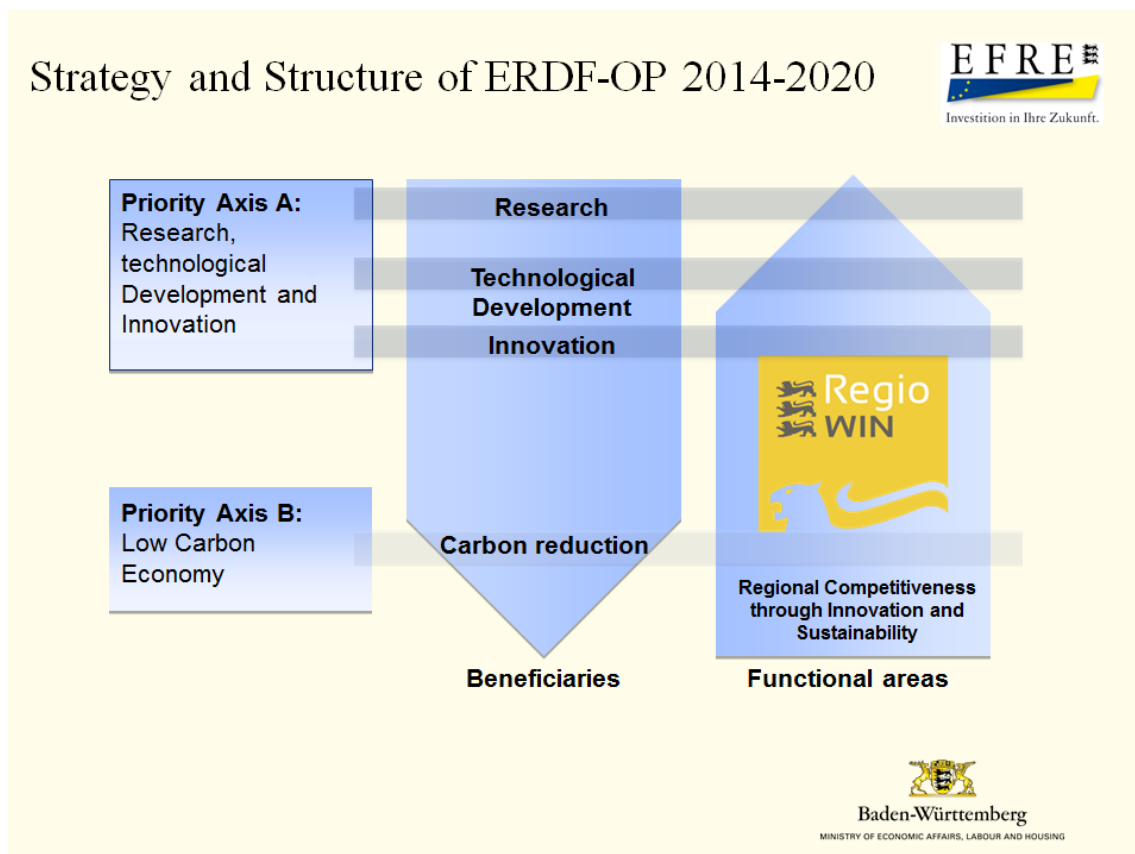 Strategy and Structure of ERDF-OP 2014-2020
EFRE
Investition in Ihre Zukunft.
Priority Axis A:
Research,
technological
Development and
Innovation
Research
Technological
Development
Innovation
Regio
WIN
Priority Axis B:
Low Carbon
Economy
Carbon reduction
Regional Competitiveness
through Innovation and
Sustainability
Beneficiaries
Functional areas
Baden-Württemberg
MINISTRY OF ECONOMIC AFFAIRS, LABOUR AND HOUSING